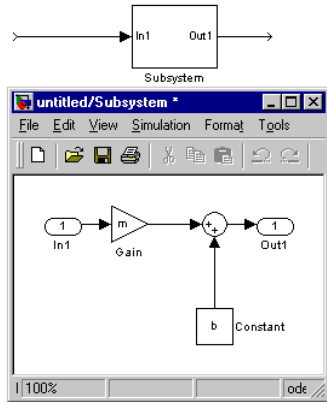 In1 Out1
Subsystem
untitled/Subsystem *
File Edit View Simulation Format Tools
1 m + + 1
In1 Gain Out1
b Constant
100% ode